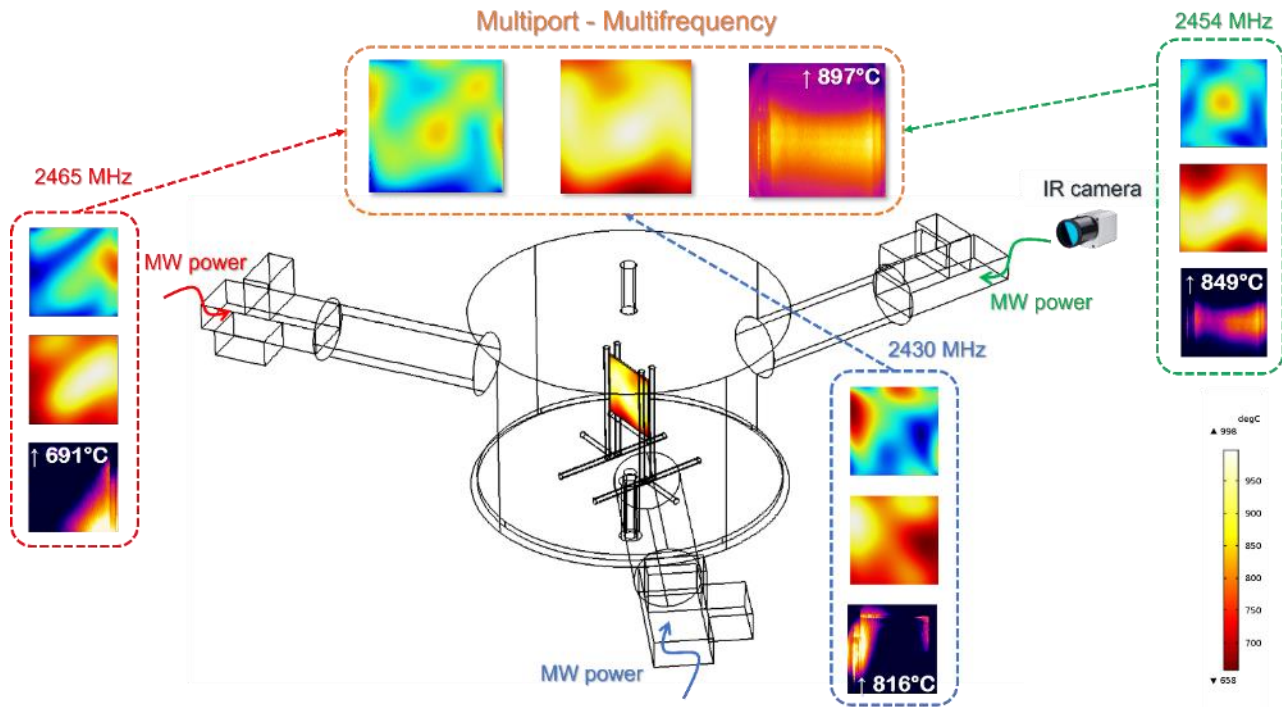 Multiport - Multifrequency
2454 MHz
↑ 897°C
2465 MHz
IR camera
MW power
MW power
↑ 849°C
2430 MHz
↑ 691°C
MW power
↑ 816°C
degC
▲ 998
950
900
850
800
750
700
▼ 658